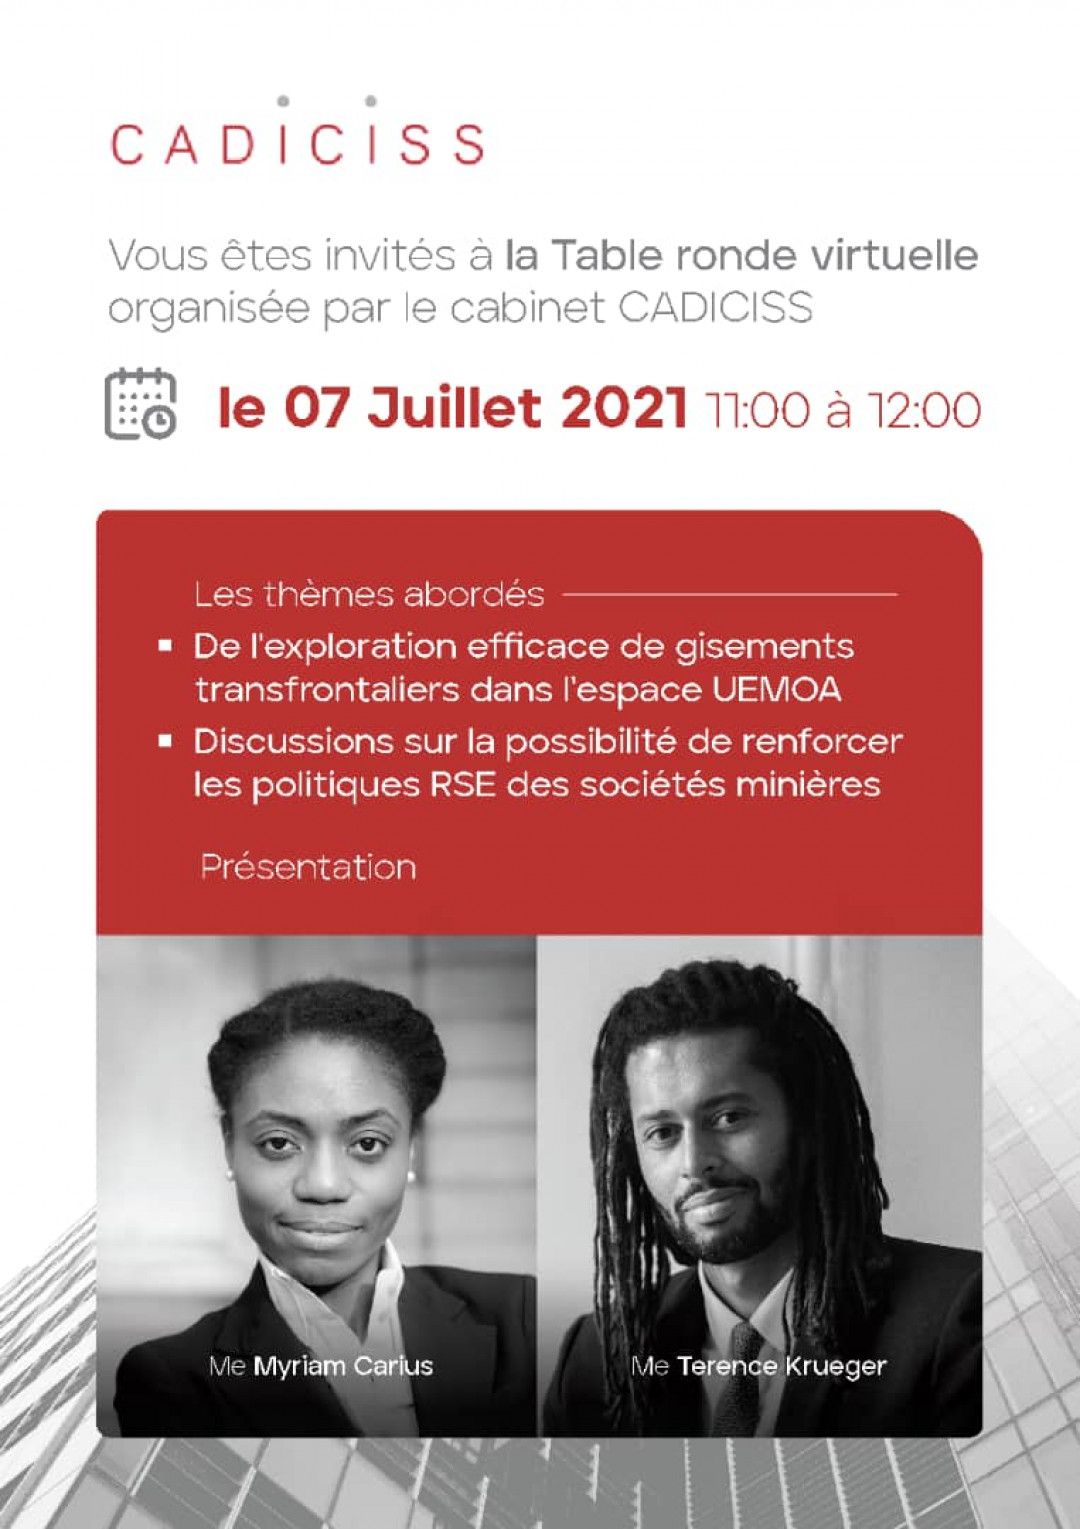 CADICISS
Vous êtes invités à la Table ronde virtuelle
organisée par le cabinet CADICISS
le 07 Juillet 2021 11:00 à 12:00
Les thèmes abordés
▪ De l'exploration efficace de gisements
transfrontaliers dans l'espace UEMOA
▪ Discussions sur la possibilité de renforcer
les politiques RSE des sociétés minières
Présentation
Me Myriam Carius
Me Terence Krueger